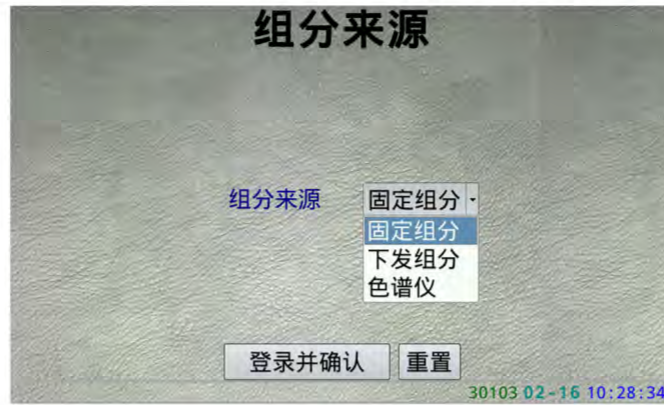 组分来源
组分来源 固定组分
固定组分
下发组分
色谱仪
登录并确认 重置
30103 02-16 10:28:34